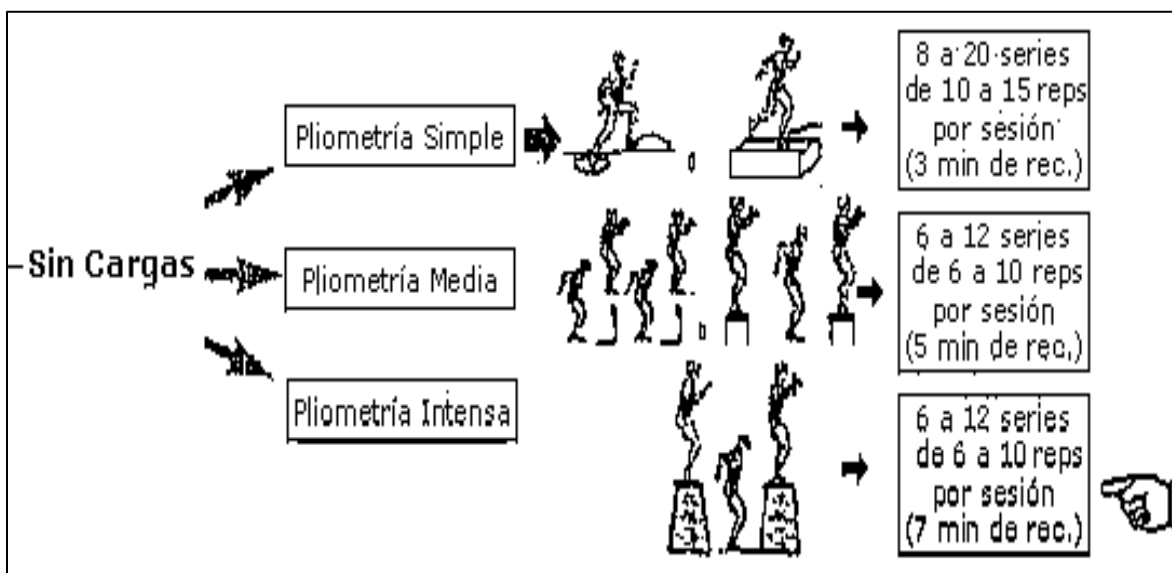 Sin Cargas
Pliometría Simple
8 a 20 series
de 10 a 15 reps
por sesión
(3 min de rec.)
Pliometría Media
b
6 a 12 series
de 6 a 10 reps
por sesión
(5 min de rec.)
Pliometría Intensa
6 a 12 series
de 6 a 10 reps
por sesión
(7 min de rec.)